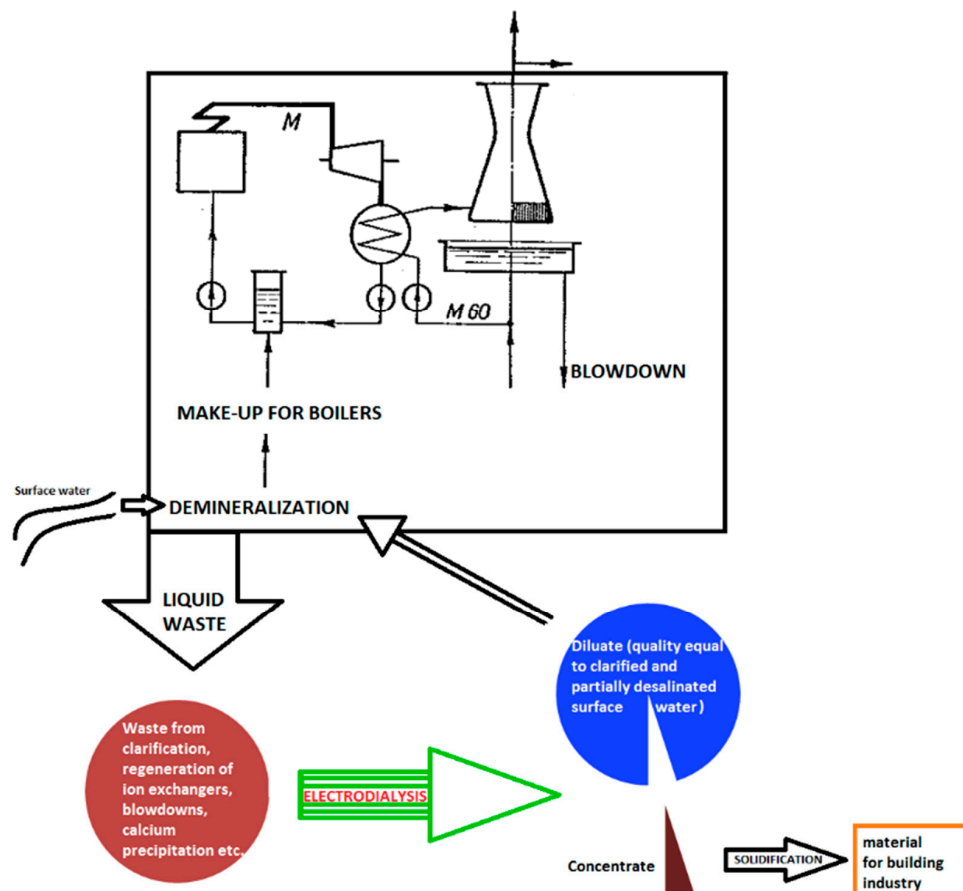 M
M 60
BLOWDOWN
MAKE-UP FOR BOILERS
Surface water
DEMINERALIZATION
LIQUID
WASTE
Diluate (quality equal
to clarified and
partially desalinated
surface water)
Waste from
clarification,
regeneration of
ion exchangers,
blowdowns,
calcium
precipitation etc.
ELECTRODIALYSIS
Concentrate
SOLIDIFICATION
material
for building
industry